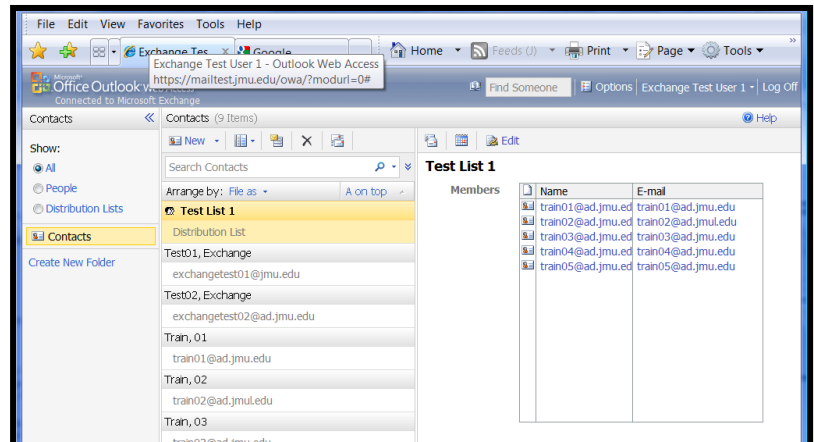 File Edit View Favorites Tools Help
Exchange Tes x Google
Home Feeds (J) Print Page Tools »
Exchange Test User 1 - Outlook Web Access
https://mailtest.jmu.edu/owa/?modurl=0#
Microsoft
Office Outlook
Connected to Microsoft Exchange
Find Someone Options Exchange Test User 1 Log Off
Contacts «
Contacts (9 Items)
Help
Show:
All
People
Distribution Lists
Contacts
Create New Folder
New
Search Contacts
Arrange by: File as A on top
Test List 1
Distribution List
Test01, Exchange
exchangetest01@jmu.edu
Test02, Exchange
exchangetest02@ad.jmu.edu
Train, 01
train01@ad.jmu.edu
Train, 02
train02@ad.jmul.edu
Train, 03
train03@ad.jmu.edu
Edit
Test List 1
Members Name E-mail
train01@ad.jmu.ed train01@ad.jmu.edu
train02@ad.jmu.ed train02@ad.jmul.edu
train03@ad.jmu.ed train03@ad.jmu.edu
train04@ad.jmu.ed train04@ad.jmu.edu
train05@ad.jmu.ed train05@ad.jmu.edu